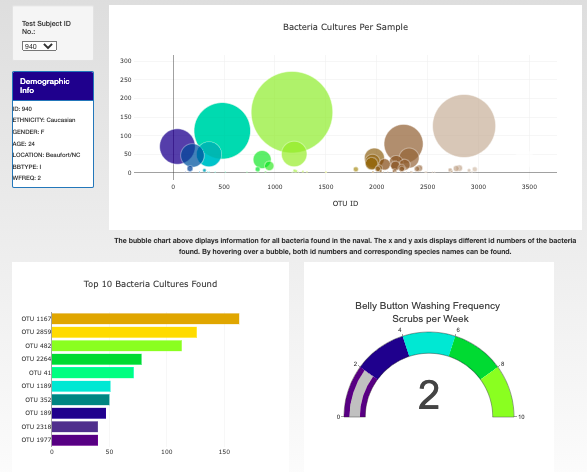 Test Subject ID
No.:
940
Demographic
Info
ID: 940
ETHNICITY: Caucasian
GENDER: F
AGE: 24
LOCATION: Beaufort/NC
BBTYPE: I
WFREQ: 2
Bacteria Cultures Per Sample
300
250
200
150
100
50
0
0
500
1000
1500
2000
2500
3000
3500
OTU ID
The bubble chart above diplays information for all bacteria found in the naval. The x and y axis displays different id numbers of the bacteria
found. By hovering over a bubble, both id numbers and corresponding species names can be found.
Top 10 Bacteria Cultures Found
OTU 1167
OTU 2859
OTU 482
OTU 2264
OTU 41
OTU 1189
OTU 352
OTU 189
OTU 2318
OTU 1977
0
50
100
150
Belly Button Washing Frequency
Scrubs per Week
0
2
4
6
8
10
2